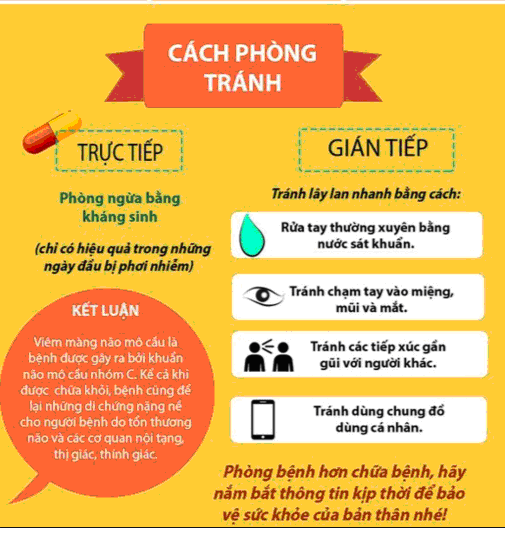 CÁCH PHÒNG
TRÁNH
TRỰC TIẾP
Phòng ngừa bằng
kháng sinh
(chỉ có hiệu quả trong những
ngày đầu bị phơi nhiễm)
KẾT LUẬN
Viêm màng não mô cầu là
bệnh được gây ra bởi khuẩn
não mô cầu nhóm C. Kể cả khi
được chữa khỏi, bệnh cũng để
lại những di chứng nặng nề
cho người bệnh do tổn thương
não và các cơ quan nội tạng,
thị giác, thính giác.
GIÁN TIẾP
Tránh lây lan nhanh bằng cách:
Rửa tay thường xuyên bằng
nước sát khuẩn.
Tránh chạm tay vào miệng,
mũi và mắt.
Tránh các tiếp xúc gần
gũi với người khác.
Tránh dùng chung đồ
dùng cá nhân.
Phòng bệnh hơn chữa bệnh, hãy
nắm bắt thông tin kịp thời để bảo
vệ sức khỏe của bản thân nhé!